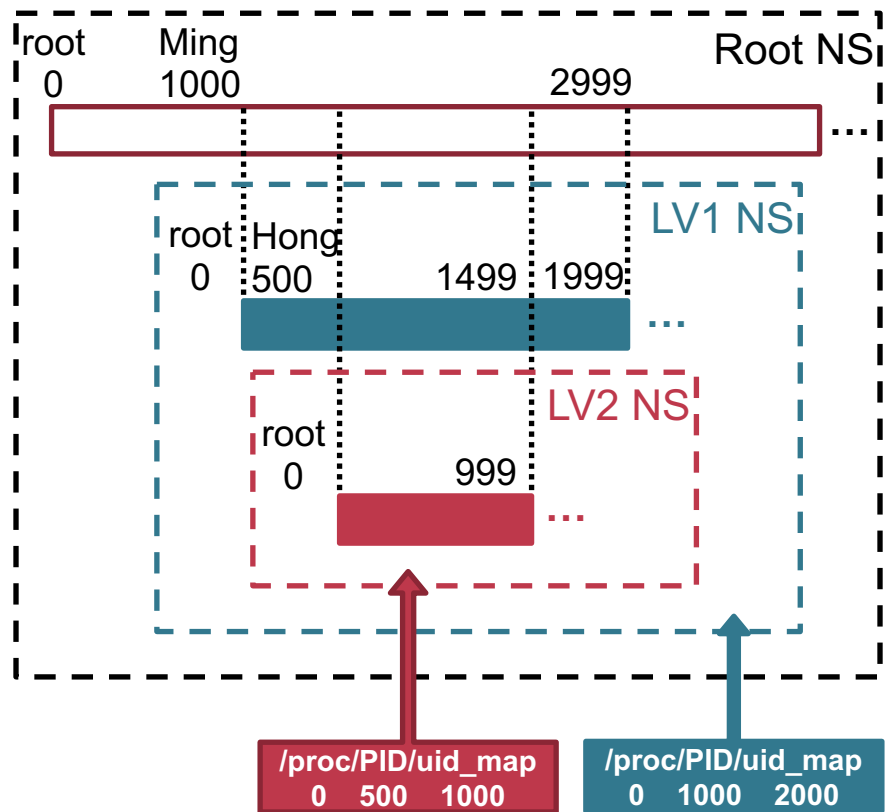 root Ming Root NS
0 1000 2999
...
LV1 NS
root Hong
0 500 1499 1999
...
LV2 NS
root
0 999
...
/proc/PID/uid_map
0 500 1000
/proc/PID/uid_map
0 1000 2000